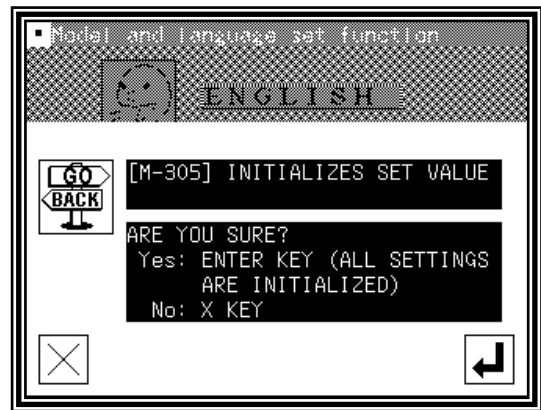 Model and language set function
ENGLISH
GO
BACK
[M-305] INITIALIZES SET VALUE
ARE YOU SURE?
Yes: ENTER KEY (ALL SETTINGS
ARE INITIALIZED)
No: X KEY